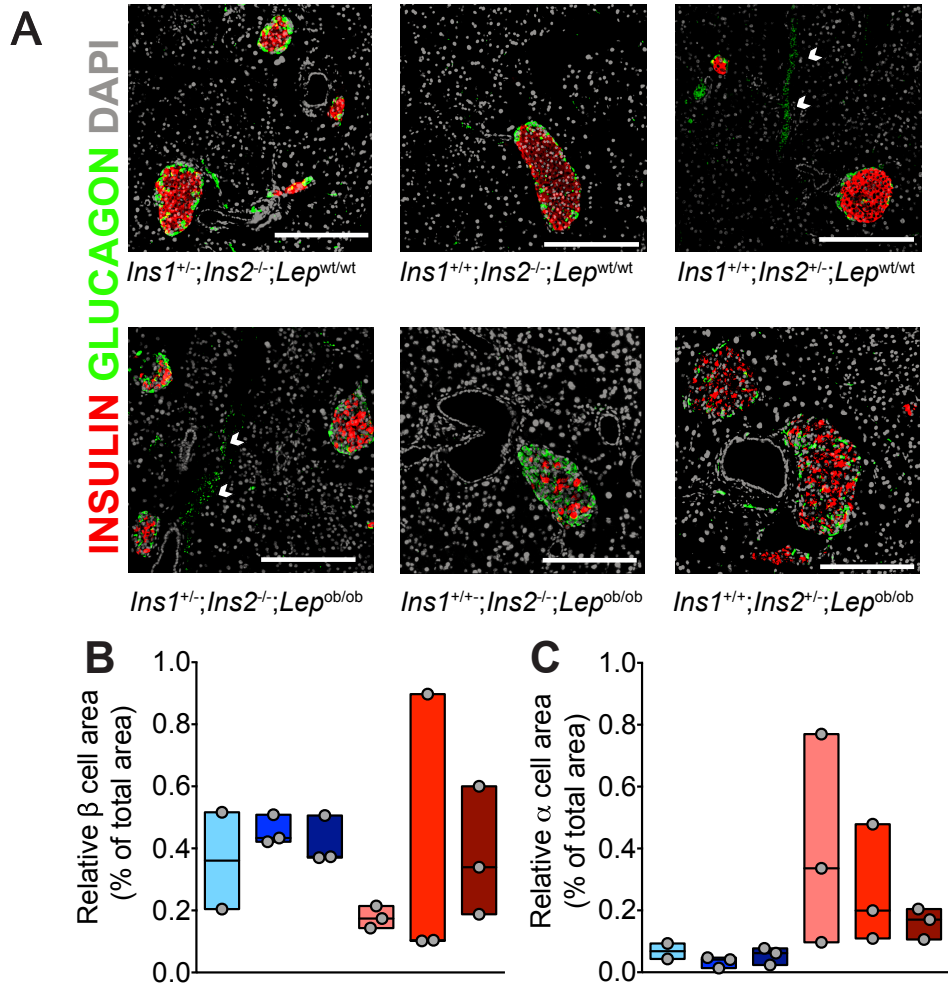 A
INSULIN GLUCAGON DAPI
Ins1+/-;Ins2-/-;Lepwt/wt
Ins1+/+;Ins2-/-;Lepwt/wt
Ins1+/+;Ins2+/-;Lepwt/wt
Ins1+/-;Ins2-/-;Lepob/ob
Ins1+/+-;Ins2-/-;Lepob/ob
Ins1+/+;Ins2+/-;Lepob/ob
B
Relative β cell area
(% of total area)
1.0
0.8
0.6
0.4
0.2
0.0
C
Relative α cell area
(% of total area)
1.0
0.8
0.6
0.4
0.2
0.0